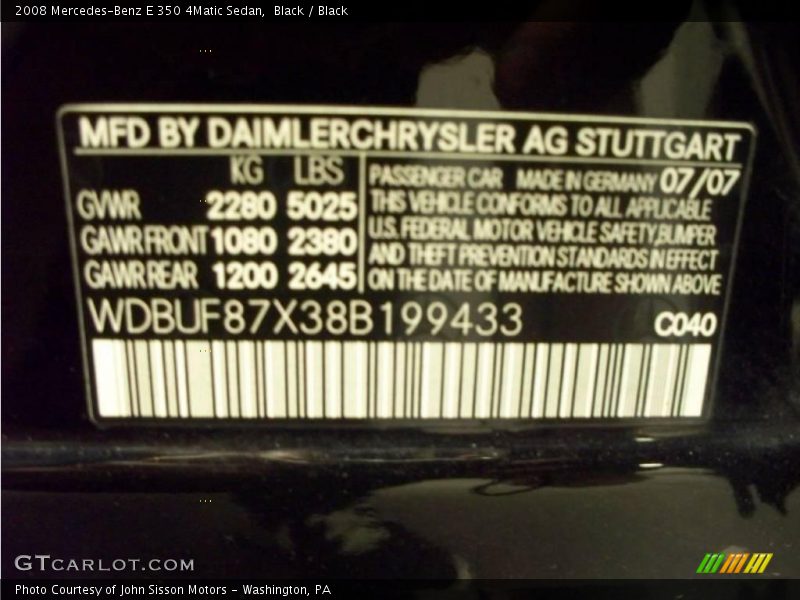 2008 Mercedes-Benz E 350 4Matic Sedan,  Black / Black
MFD BY DAIMLERCHRYSLER AG STUTTGART
KG LBS
GVWR 2280 5025
GAWR FRONT 1080 2380
GAWR REAR 1200 2645
PASSENGER CAR MADE IN GERMANY 07/07
THIS VEHICLE CONFORMS TO ALL APPLICABLE
U.S. FEDERAL MOTOR VEHICLE SAFETY, BUMPER
AND THEFT PREVENTION STANDARDS IN EFFECT
ON THE DATE OF MANUFACTURE SHOWN ABOVE
WDBUF87X38B199433 C040
GTCARLOT.COM
Photo Courtesy of John Sisson Motors - Washington, PA